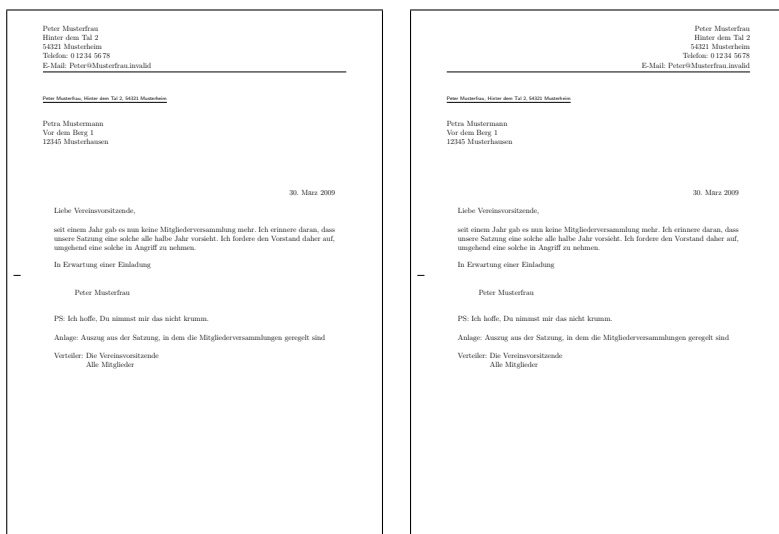 Peter Musterfrau
Hinter dem Tal 2
54321 Musterheim
Telefon: 0 1234 56 78
E-Mail: Peter@Musterfrau.invalid
Peter Musterfrau, Hinter dem Tal 2, 54321 Musterheim
Petra Mustermann
Vor dem Berg 1
12345 Musterhausen
30. März 2009
Liebe Vereinsvorsitzende,
seit einem Jahr gab es nun keine Mitgliederversammlung mehr. Ich erinnere daran, dass
unsere Satzung eine solche alle halbe Jahr vorsieht. Ich fordere den Vorstand daher auf,
umgehend eine solche in Angriff zu nehmen.
In Erwartung einer Einladung
Peter Musterfrau
PS: Ich hoffe, Du nimmst mir das nicht krumm.
Anlage: Auszug aus der Satzung, in dem die Mitgliederversammlungen geregelt sind
Verteiler: Die Vereinsvorsitzende
Alle Mitglieder
Peter Musterfrau
Hinter dem Tal 2
54321 Musterheim
Telefon: 0 1234 56 78
E-Mail: Peter@Musterfrau.invalid
Peter Musterfrau, Hinter dem Tal 2, 54321 Musterheim
Petra Mustermann
Vor dem Berg 1
12345 Musterhausen
30. März 2009
Liebe Vereinsvorsitzende,
seit einem Jahr gab es nun keine Mitgliederversammlung mehr. Ich erinnere daran, dass
unsere Satzung eine solche alle halbe Jahr vorsieht. Ich fordere den Vorstand daher auf,
umgehend eine solche in Angriff zu nehmen.
In Erwartung einer Einladung
Peter Musterfrau
PS: Ich hoffe, Du nimmst mir das nicht krumm.
Anlage: Auszug aus der Satzung, in dem die Mitgliederversammlungen geregelt sind
Verteiler: Die Vereinsvorsitzende
Alle Mitglieder